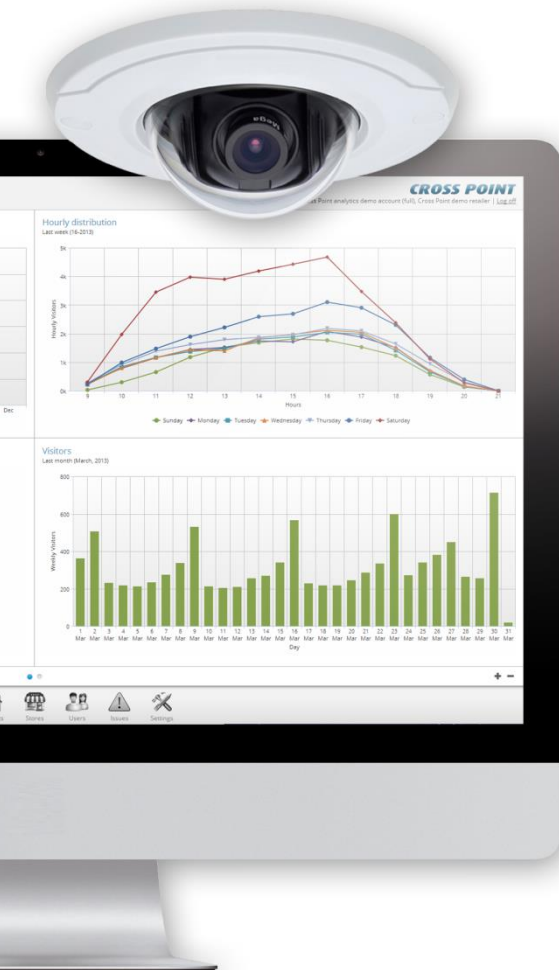 Mega
CROSS POINT
Point analytics demo account (full), Cross Point demo retailer | Log off
Hourly distribution
Last week (16-2013)
5k
4k
3k
2k
1k
0k
Hourly Visitors
9 10 11 12 13 14 15 16 17 18 19 20 21
Hours
Sunday Monday Tuesday Wednesday Thursday Friday Saturday
Dec
Visitors
Last month (March, 2013)
800
600
400
200
0
Weekly Visitors
1 2 3 4 5 6 7 8 9 10 11 12 13 14 15 16 17 18 19 20 21 22 23 24 25 26 27 28 29 30 31
Mar Mar Mar Mar Mar Mar Mar Mar Mar Mar Mar Mar Mar Mar Mar Mar Mar Mar Mar Mar Mar Mar Mar Mar Mar Mar Mar Mar Mar Mar Mar
Day
Stores Users Issues Settings